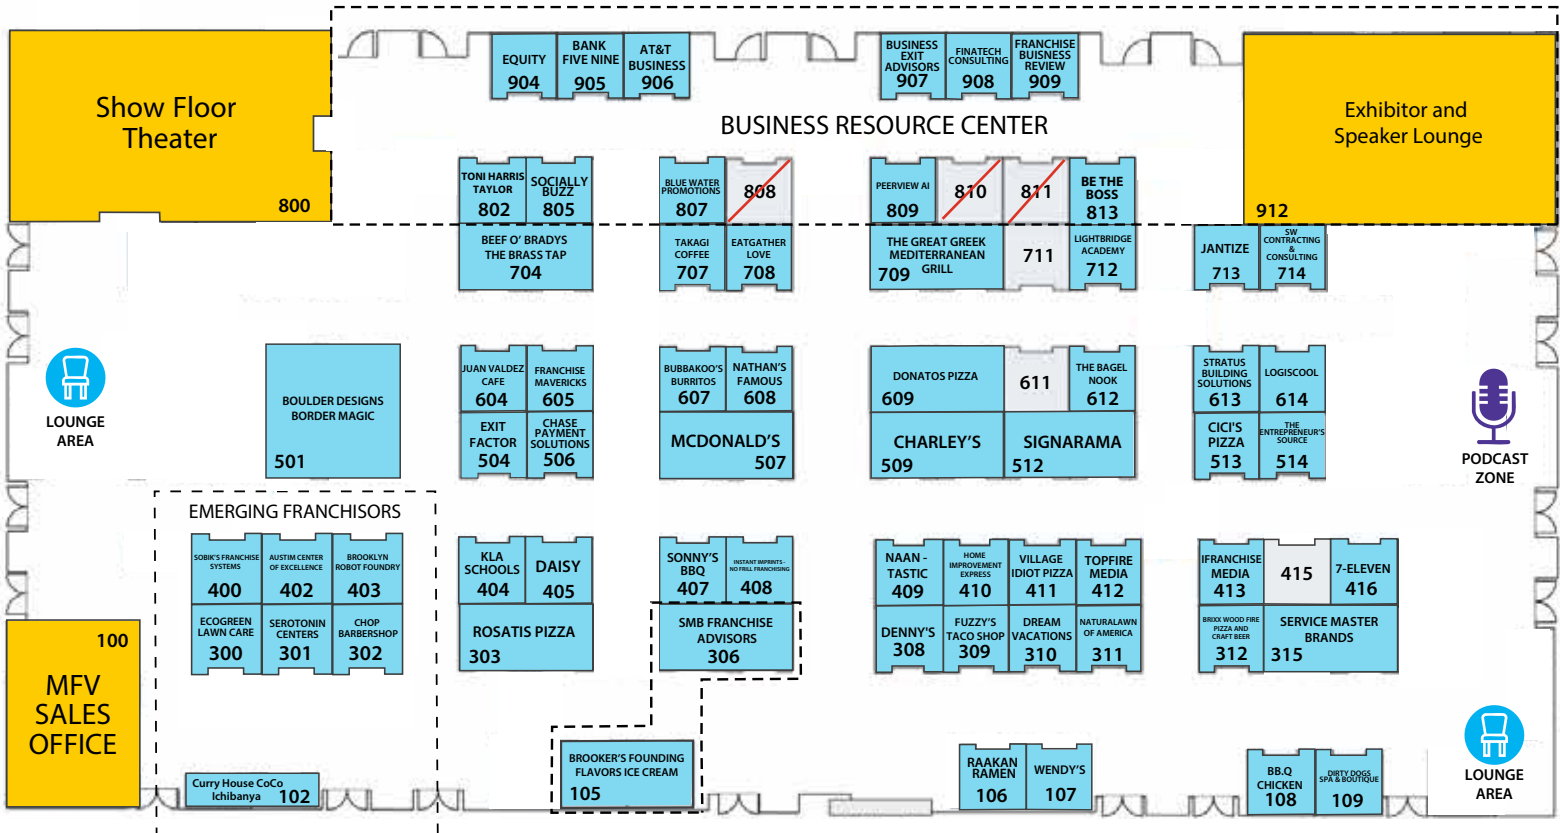 Show Floor
Theater
800
EQUITY
904
BANK
FIVE NINE
905
AT&T
BUSINESS
906
BUSINESS
EXIT
ADVISORS
907
FINATECH
CONSULTING
908
FRANCHISE
BUISNESS
REVIEW
909
BUSINESS RESOURCE CENTER
Exhibitor and
Speaker Lounge
912
TONI HARRIS
TAYLOR
802
SOCIALLY
BUZZ
805
BLUE WATER
PROMOTIONS
807
808
PEERVIEW AI
809
810
811
BE THE
BOSS
813
BEEF O' BRADYS
THE BRASS TAP
704
TAKAGI
COFFEE
707
EATGATHER
LOVE
708
THE GREAT GREEK
MEDITERRANEAN
GRILL
709
711
LIGHTBRIDGE
ACADEMY
712
JANTIZE
713
SW
CONTRACTING
&
CONSULTING
714
LOUNGE
AREA
BOULDER DESIGNS
BORDER MAGIC
501
JUAN VALDEZ
CAFE
604
FRANCHISE
MAVERICKS
605
BUBBAKOO'S
BURRITOS
607
NATHAN'S
FAMOUS
608
DONATOS PIZZA
609
611
THE BAGEL
NOOK
612
STRATUS
BUILDING
SOLUTIONS
613
LOGISCOOL
614
EXIT
FACTOR
504
CHASE
PAYMENT
SOLUTIONS
506
MCDONALD'S
507
CHARLEY'S
509
SIGNARAMA
512
CICI'S
PIZZA
513
THE
ENTREPRENEUR'S
SOURCE
514
PODCAST
ZONE
EMERGING FRANCHISORS
SOBIK'S FRANCHISE
SYSTEMS
400
AUSTIM CENTER
OF EXCELLENCE
402
BROOKLYN
ROBOT FOUNDRY
403
KLA
SCHOOLS
404
DAISY
405
SONNY'S
BBQ
407
INSTANT IMPRINTS -
NO FRILL FRANCHISING
408
NAAN -
TASTIC
409
HOME
IMPROVEMENT
EXPRESS
410
VILLAGE
IDIOT PIZZA
411
TOPFIRE
MEDIA
412
IFRANCHISE
MEDIA
413
415
7-ELEVEN
416
ECOGREEN
LAWN CARE
300
SEROTONIN
CENTERS
301
CHOP
BARBERSHOP
302
ROSATIS PIZZA
303
SMB FRANCHISE
ADVISORS
306
DENNY'S
308
FUZZY'S
TACO SHOP
309
DREAM
VACATIONS
310
NATURALAWN
OF AMERICA
311
BRIXX WOOD FIRE
PIZZA AND
CRAFT BEER
312
SERVICE MASTER
BRANDS
315
100
MFV
SALES
OFFICE
Curry House CoCo
Ichibanya
102
BROOKER'S FOUNDING
FLAVORS ICE CREAM
105
RAAKAN
RAMEN
106
WENDY'S
107
BB.Q
CHICKEN
108
DIRTY DOGS
SPA & BOUTIQUE
109
LOUNGE
AREA